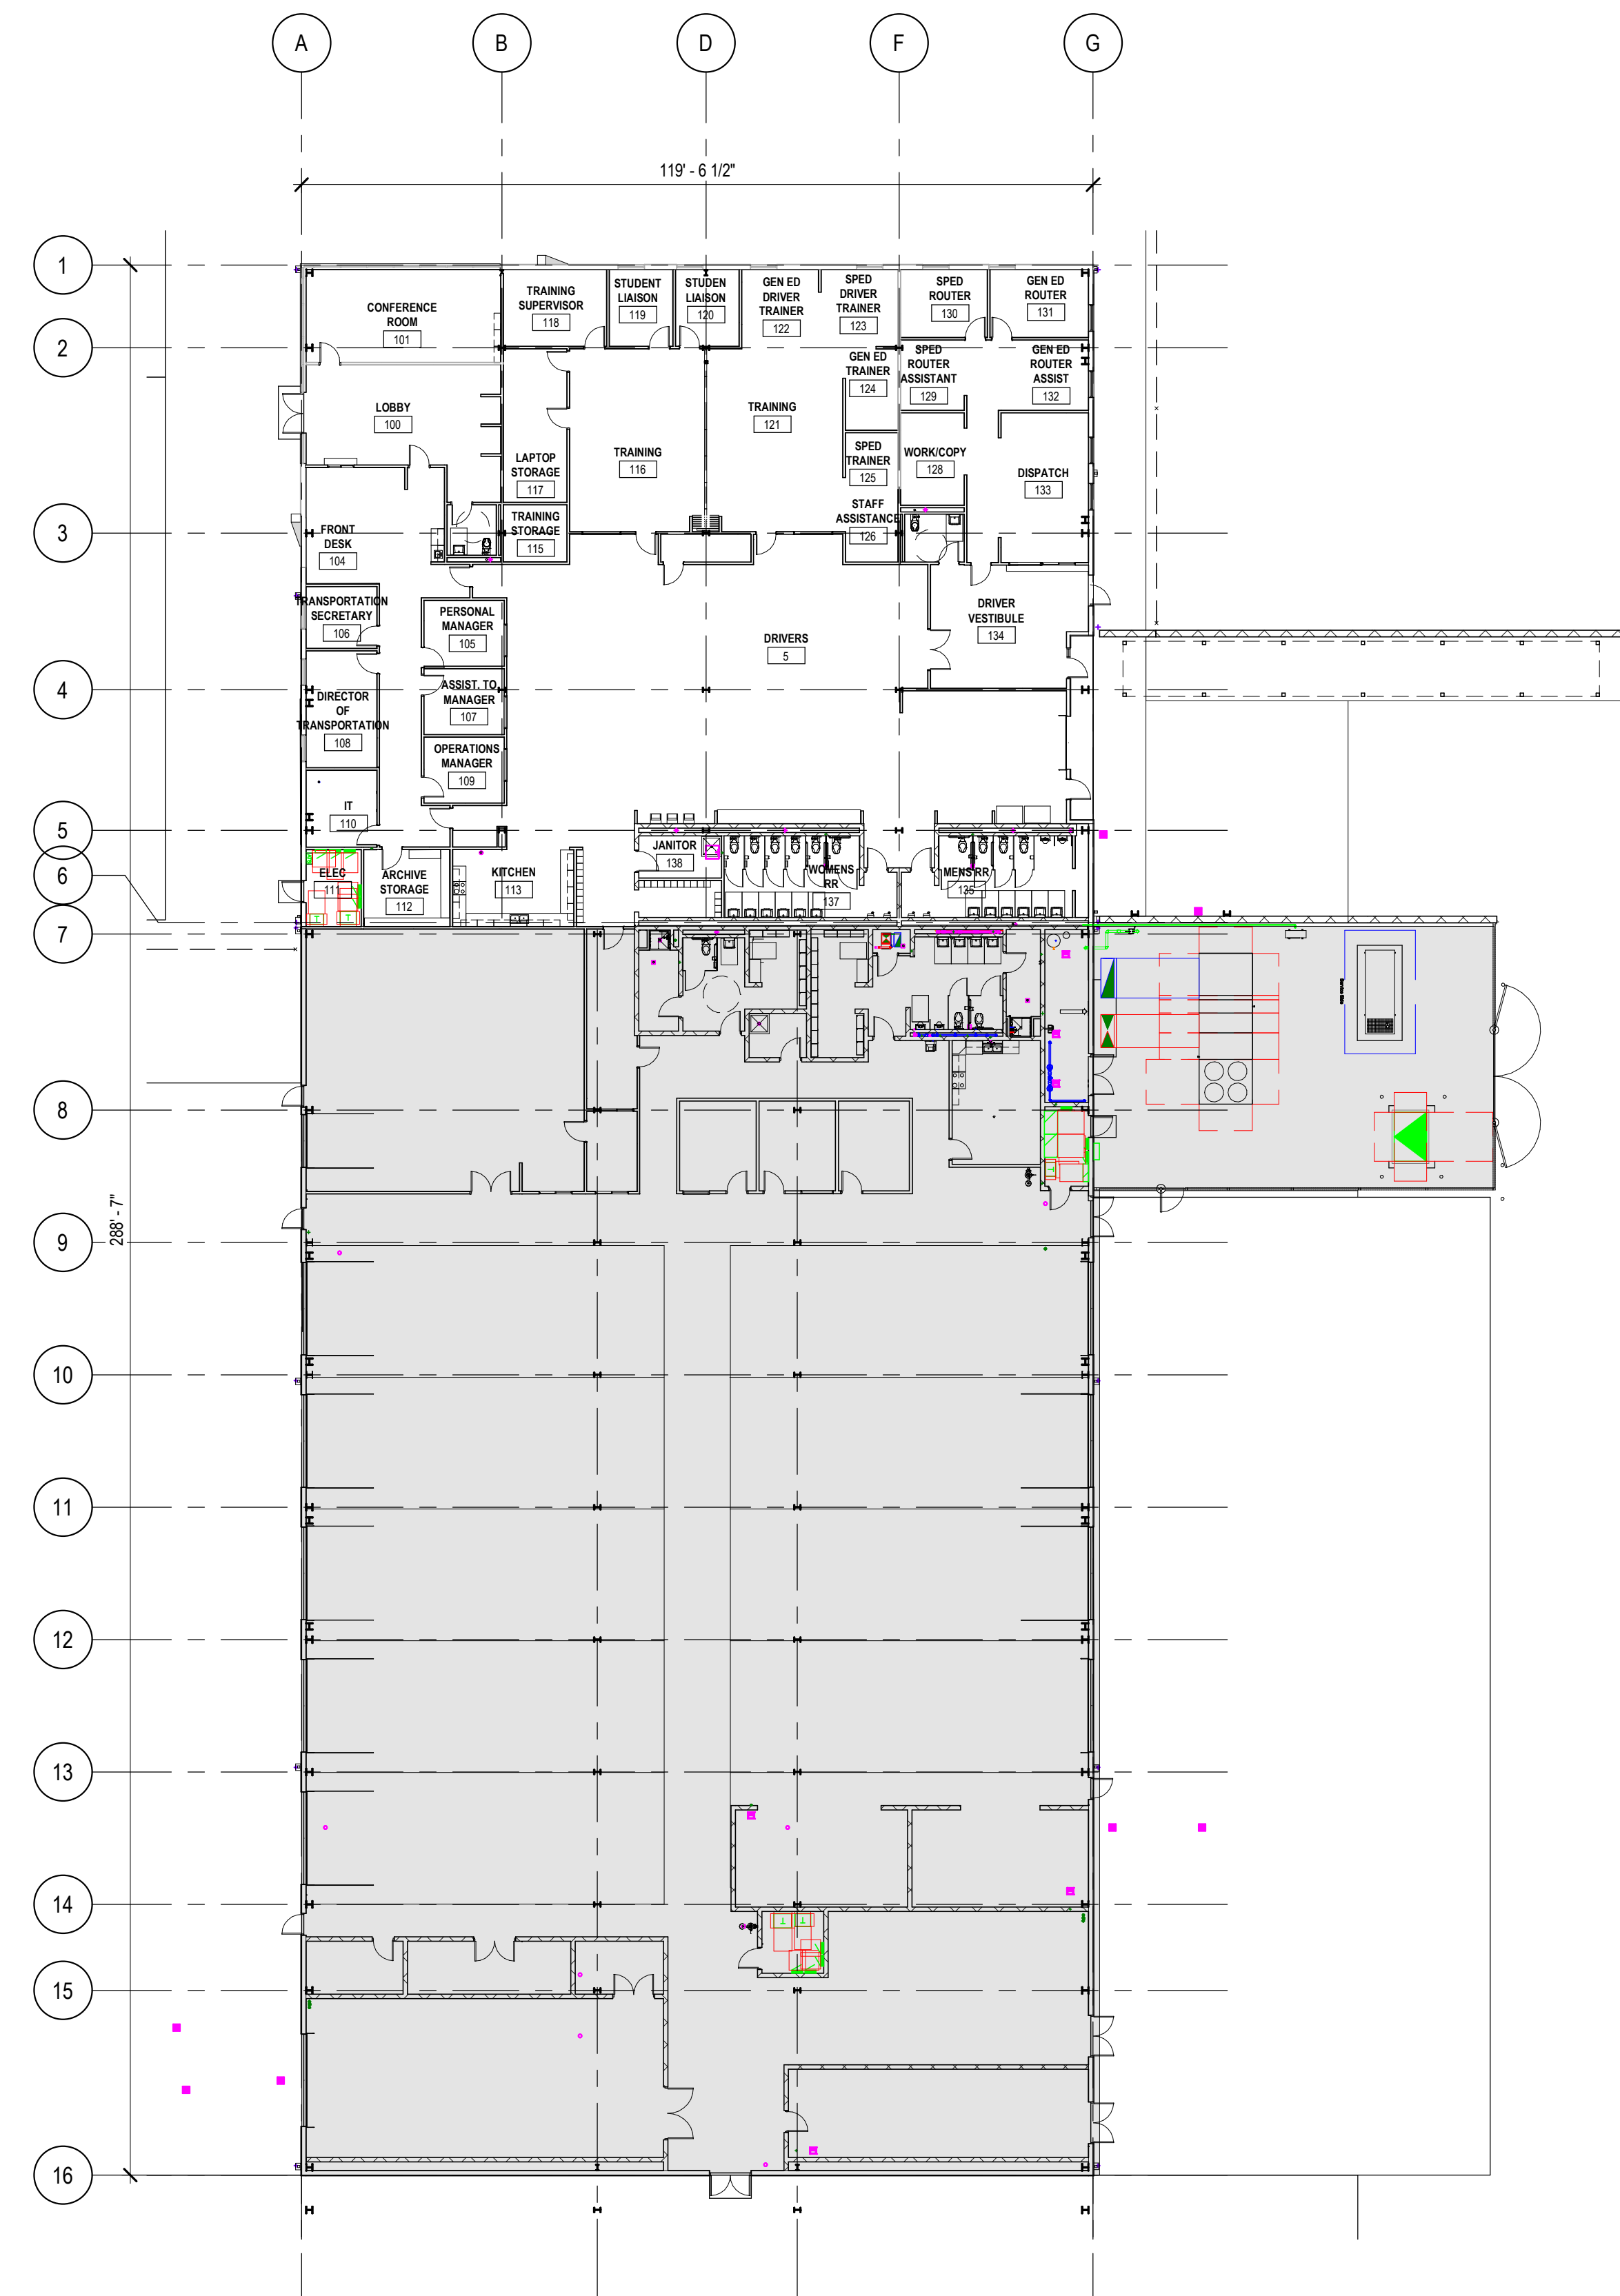 A
B
D
F
G
119' - 6 1/2"
1
2
3
4
5
6
7
8
9
10
11
12
13
14
15
16
288' - 7"
CONFERENCE
ROOM
101
TRAINING
SUPERVISOR
118
STUDENT
LIAISON
119
STUDEN
LIAISON
120
GEN ED
DRIVER
TRAINER
122
SPED
DRIVER
TRAINER
123
SPED
ROUTER
130
GEN ED
ROUTER
131
GEN ED
TRAINER
124
SPED
ROUTER
ASSISTANT
129
GEN ED
ROUTER
ASSIST
132
LOBBY
100
TRAINING
121
LAPTOP
STORAGE
117
TRAINING
116
SPED
TRAINER
125
WORK/COPY
128
DISPATCH
133
TRAINING
STORAGE
115
STAFF
ASSISTANCE
126
FRONT
DESK
104
TRANSPORTATION
SECRETARY
106
PERSONAL
MANAGER
105
DRIVERS
5
DRIVER
VESTIBULE
134
DIRECTOR
OF
TRANSPORTATION
108
ASSIST. TO
MANAGER
107
OPERATIONS
MANAGER
109
IT
110
ELEC
111
ARCHIVE
STORAGE
112
KITCHEN
113
JANITOR
138
WOMENS
RR
137
MENS RR
135